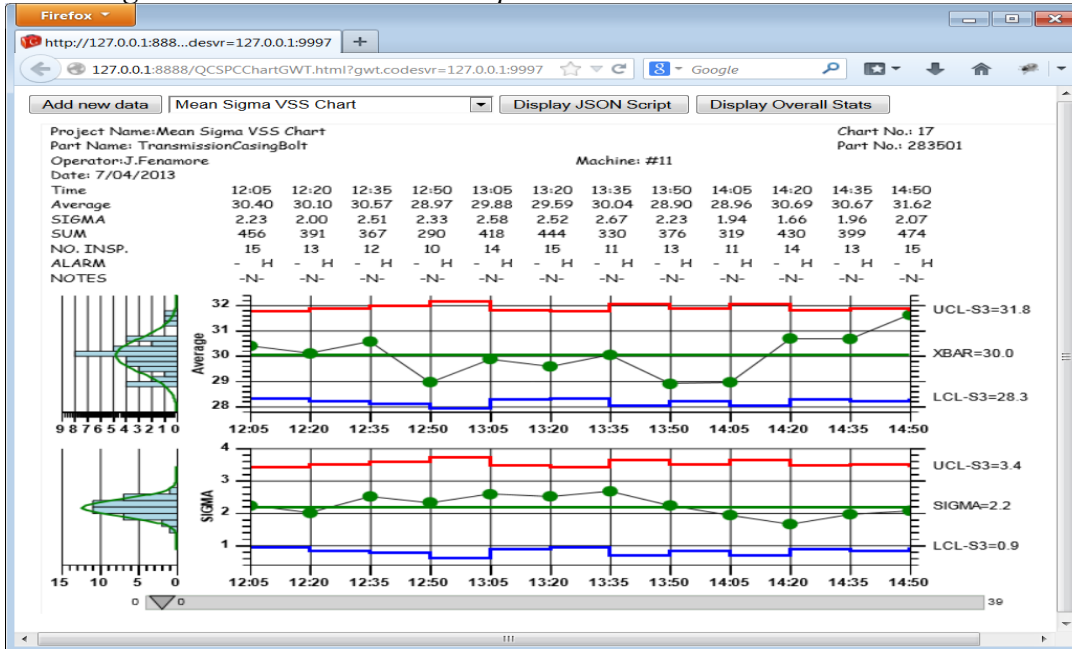 Firefox
http://127.0.0.1:888...desvr=127.0.0.1:9997 +
127.0.0.1:8888/QCSPCChartGWT.html?gwt.codesvr=127.0.0.1:9997 Google
Add new data Mean Sigma VSS Chart Display JSON Script Display Overall Stats
Project Name:Mean Sigma VSS Chart Chart No.: 17
Part Name: TransmissionCasingBolt Part No.: 283501
Operator:J.Fenamore Machine: #11
Date: 7/04/2013
Time 12:05 12:20 12:35 12:50 13:05 13:20 13:35 13:50 14:05 14:20 14:35 14:50
Average 30.40 30.10 30.57 28.97 29.88 29.59 30.04 28.90 28.96 30.69 30.67 31.62
SIGMA 2.23 2.00 2.51 2.33 2.58 2.52 2.67 2.23 1.94 1.66 1.96 2.07
SUM 456 391 367 290 418 444 330 376 319 430 399 474
NO. INSP. 15 13 12 10 14 15 11 13 11 14 13 15
ALARM - H - H - H - H - H - H - H - H - H - H - H - H
NOTES -N- -N- -N- -N- -N- -N- -N- -N- -N- -N- -N- -N-
32
UCL-S3=31.8
31
Average
30
XBAR=30.0
29
LCL-S3=28.3
28
9 8 7 6 5 4 3 2 1 0 12:05 12:20 12:35 12:50 13:05 13:20 13:35 13:50 14:05 14:20 14:35 14:50
4
UCL-S3=3.4
3
SIGMA
SIGMA=2.2
2
LCL-S3=0.9
1
15 10 5 0 12:05 12:20 12:35 12:50 13:05 13:20 13:35 13:50 14:05 14:20 14:35 14:50
0 0 39